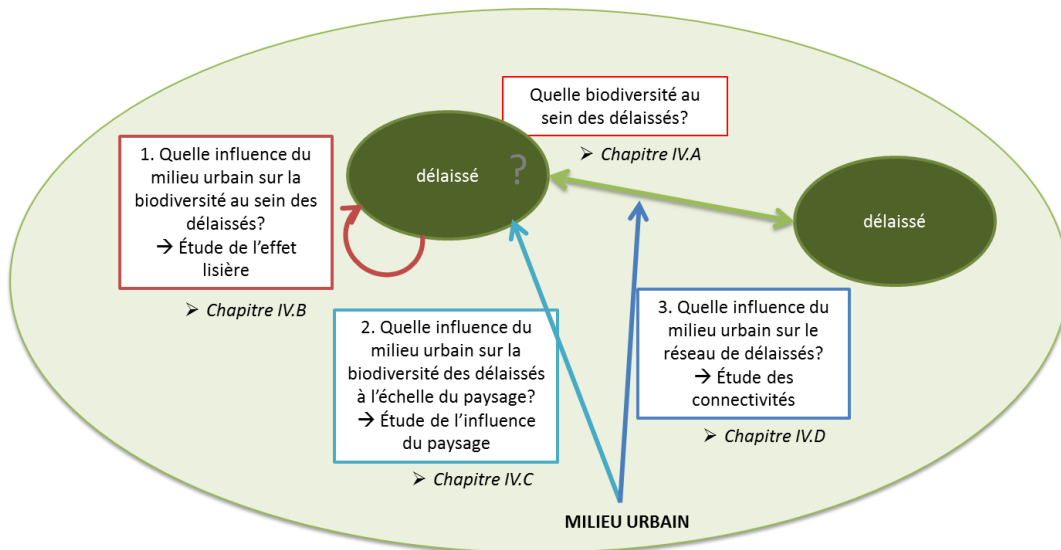 Quelle biodiversité au
sein des délaissés?
➢ Chapitre IV.A
1. Quelle influence du
milieu urbain sur la
biodiversité au sein des
délaissés?
→ Étude de l'effet
lisière
➢ Chapitre IV.B
délaissé
?
délaissé
2. Quelle influence du
milieu urbain sur la
biodiversité des délaissés
à l'échelle du paysage?
→ Étude de l'influence
du paysage
➢ Chapitre IV.C
3. Quelle influence du
milieu urbain sur le
réseau de délaissés?
→ Étude des
connectivités
➢ Chapitre IV.D
MILIEU URBAIN